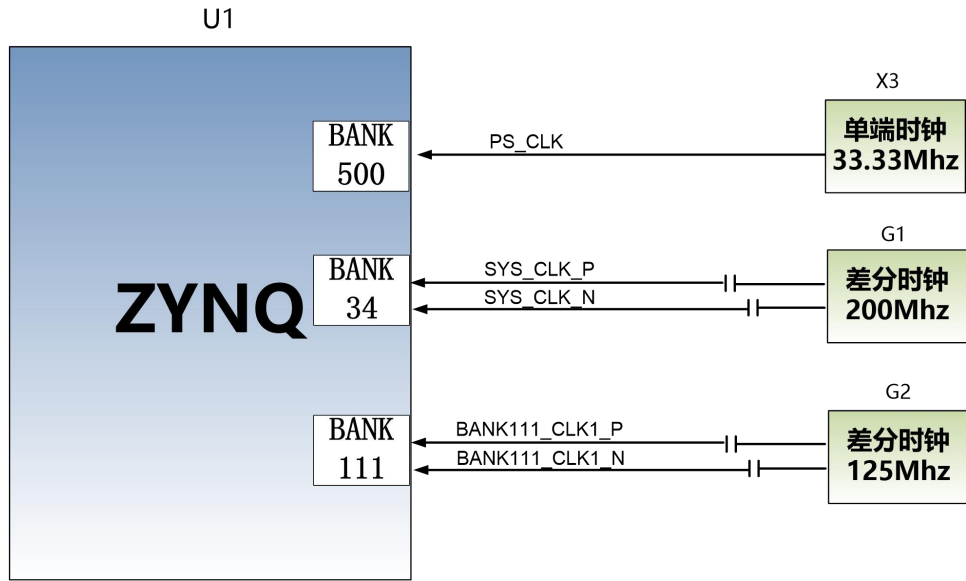 U1
X3
BANK
500
PS_CLK
单端时钟
33.33Mhz
G1
BANK
34
SYS_CLK_P
SYS_CLK_N
差分时钟
200Mhz
ZYNQ
G2
BANK
111
BANK111_CLK1_P
BANK111_CLK1_N
差分时钟
125Mhz